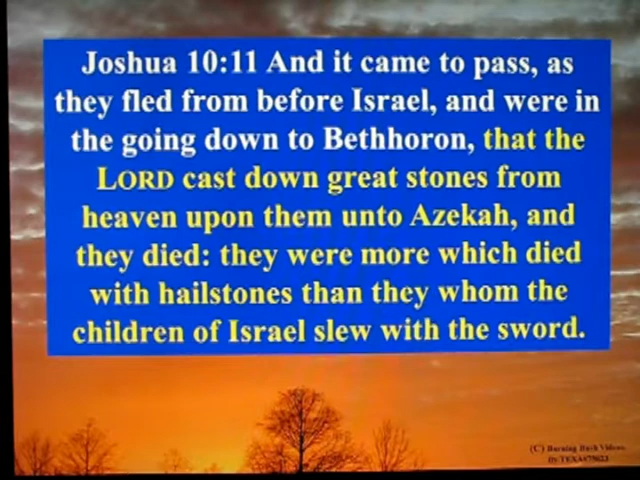 Joshua 10:11 And it came to pass, as
they fled from before Israel, and were in
the going down to Bethhoron, that the
LORD cast down great stones from
heaven upon them unto Azekah, and
they died: they were more which died
with hailstones than they whom the
children of Israel slew with the sword.
(C) Burning Bush Videos